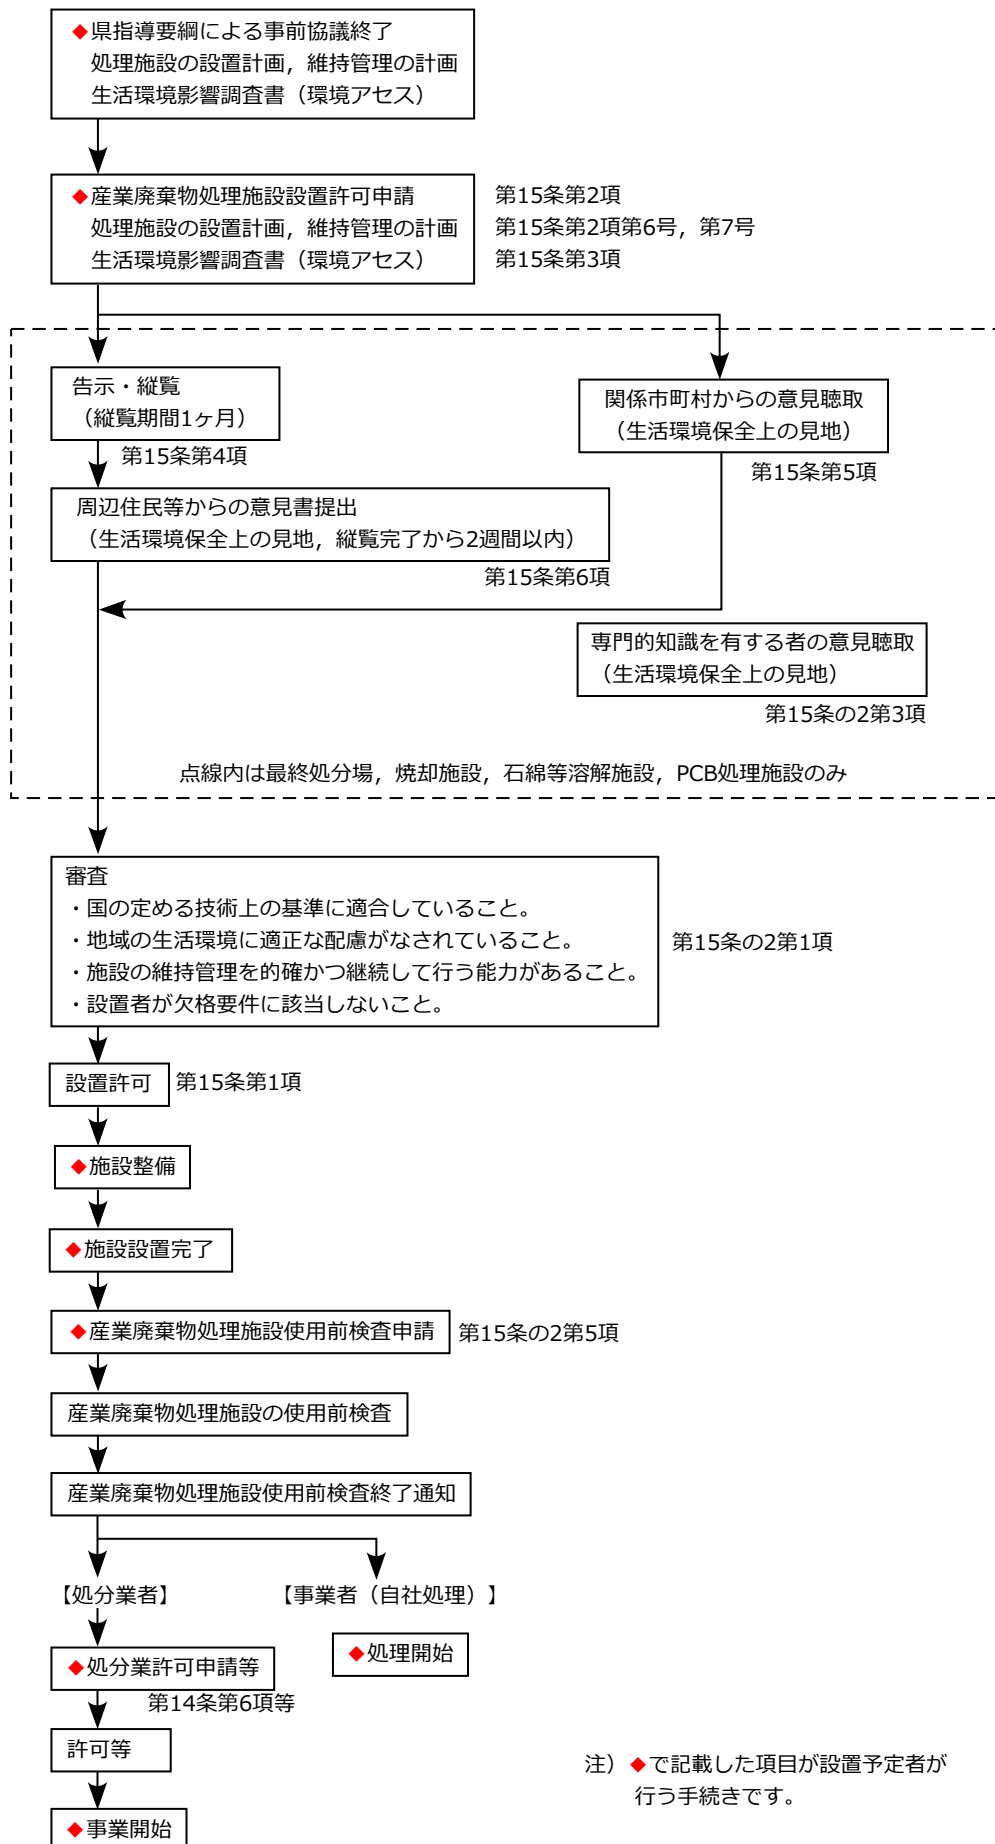 ◆県指導要綱による事前協議終了
処理施設の設置計画，維持管理の計画
生活環境影響調査書（環境アセス）
◆産業廃棄物処理施設設置許可申請
処理施設の設置計画，維持管理の計画
生活環境影響調査書（環境アセス）
第15条第2項
第15条第2項第6号，第7号
第15条第3項
告示・縦覧
（縦覧期間1ヶ月）
第15条第4項
関係市町村からの意見聴取
（生活環境保全上の見地）
第15条第5項
周辺住民等からの意見書提出
（生活環境保全上の見地，縦覧完了から2週間以内）
第15条第6項
専門的知識を有する者の意見聴取
（生活環境保全上の見地）
第15条の2第3項
点線内は最終処分場，焼却施設，石綿等溶解施設，PCB処理施設のみ
審査
・国の定める技術上の基準に適合していること。
・地域の生活環境に適正な配慮がなされていること。
・施設の維持管理を的確かつ継続して行う能力があること。
・設置者が欠格要件に該当しないこと。
第15条の2第1項
設置許可
第15条第1項
◆施設整備
◆施設設置完了
◆産業廃棄物処理施設使用前検査申請
第15条の2第5項
産業廃棄物処理施設の使用前検査
産業廃棄物処理施設使用前検査終了通知
【処分業者】
【事業者（自社処理）】
◆処分業許可申請等
第14条第6項等
◆処理開始
許可等
◆事業開始
注）◆で記載した項目が設置予定者が
行う手続きです。